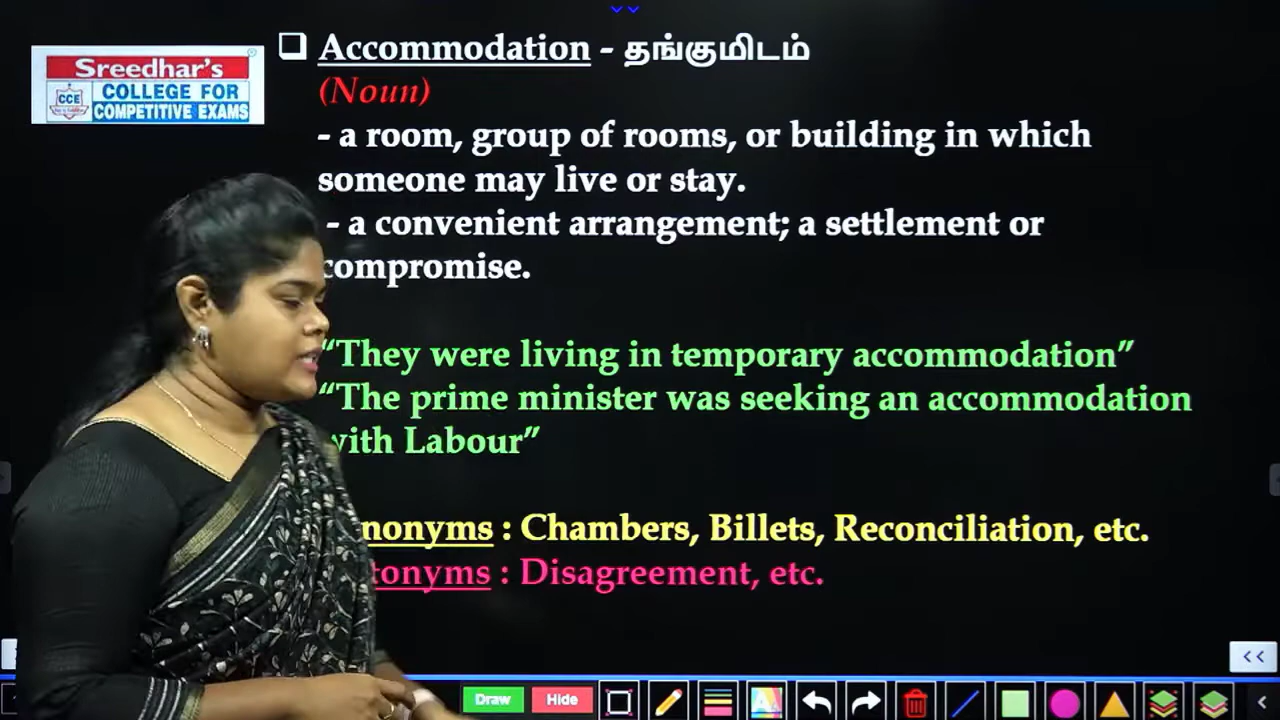 Sreedhar's
CCE
COLLEGE FOR
COMPETITIVE EXAMS
Accommodation - தங்குமிடம்
(Noun)
- a room, group of rooms, or building in which
someone may live or stay.
- a convenient arrangement; a settlement or
compromise.
“They were living in temporary accommodation”
“The prime minister was seeking an accommodation
with Labour”
nonyms : Chambers, Billets, Reconciliation, etc.
tonyms : Disagreement, etc.
<<
Draw
Hide